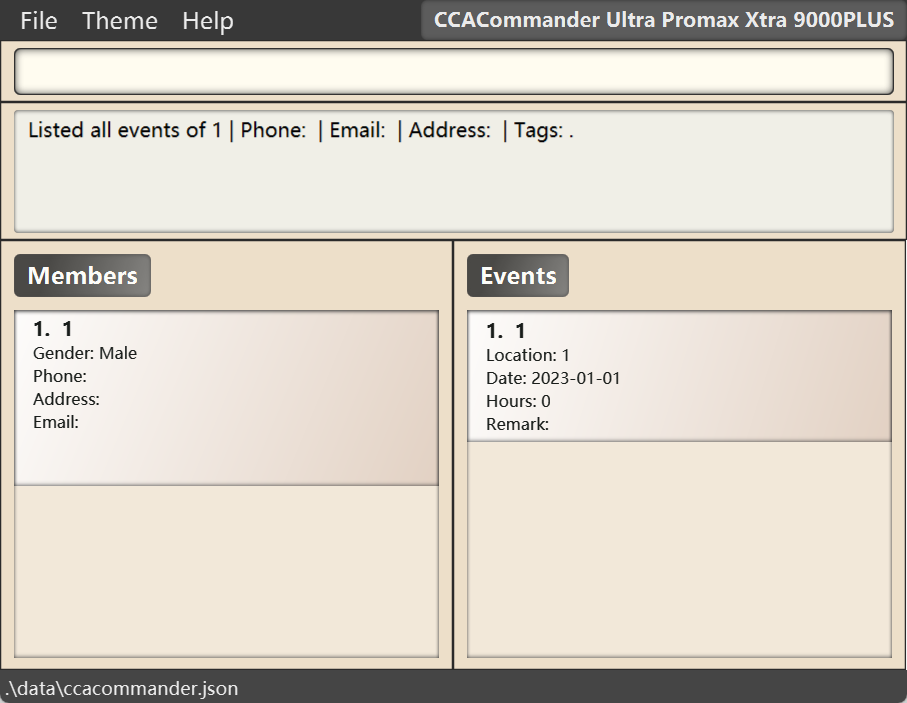 File Theme Help CCACommander Ultra Promax Xtra 9000PLUS
Listed all events of 1 | Phone:  | Email:  | Address:  | Tags: .
Members
1. 1
Gender: Male
Phone:
Address:
Email:
Events
1. 1
Location: 1
Date: 2023-01-01
Hours: 0
Remark:
.\data\ccacommander.json